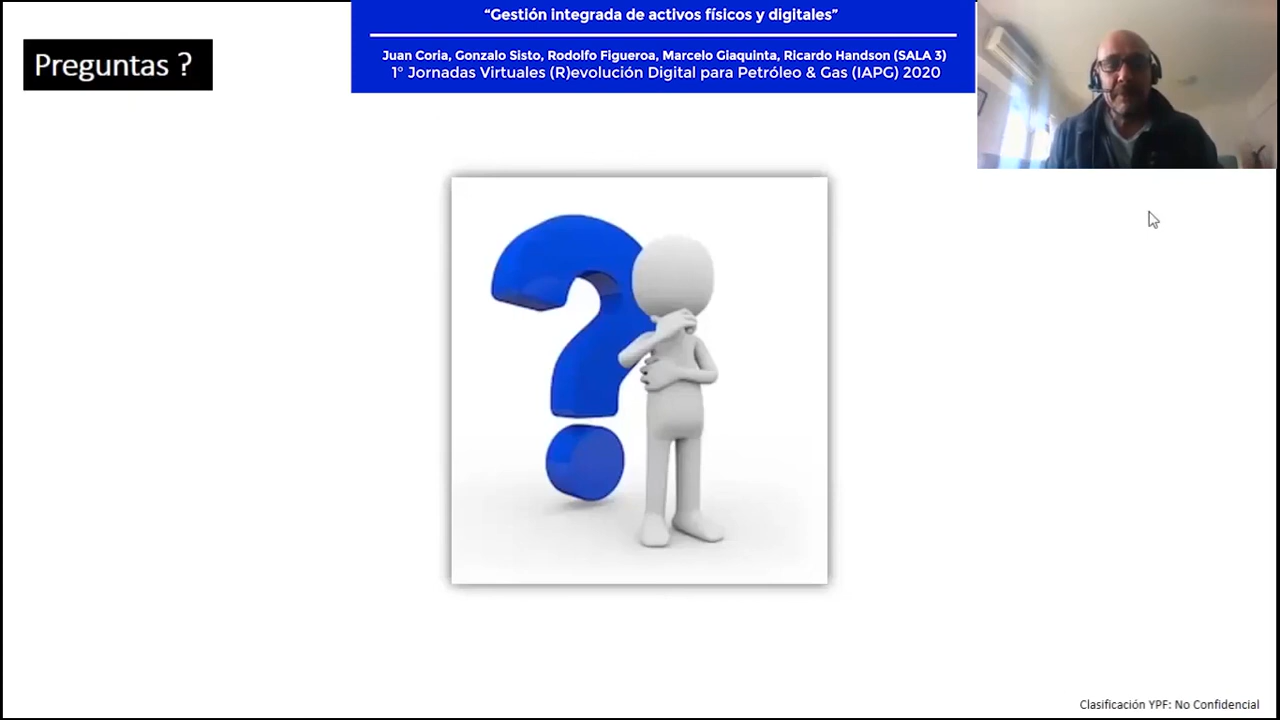 “Gestión integrada de activos físicos y digitales”
Preguntas ?
Juan Coria, Gonzalo Sisto, Rodolfo Figueroa, Marcelo Giaquinta, Ricardo Handson (SALA 3)
1° Jornadas Virtuales (R)evolución Digital para Petróleo & Gas (IAPG) 2020
Clasificación YPF: No Confidencial